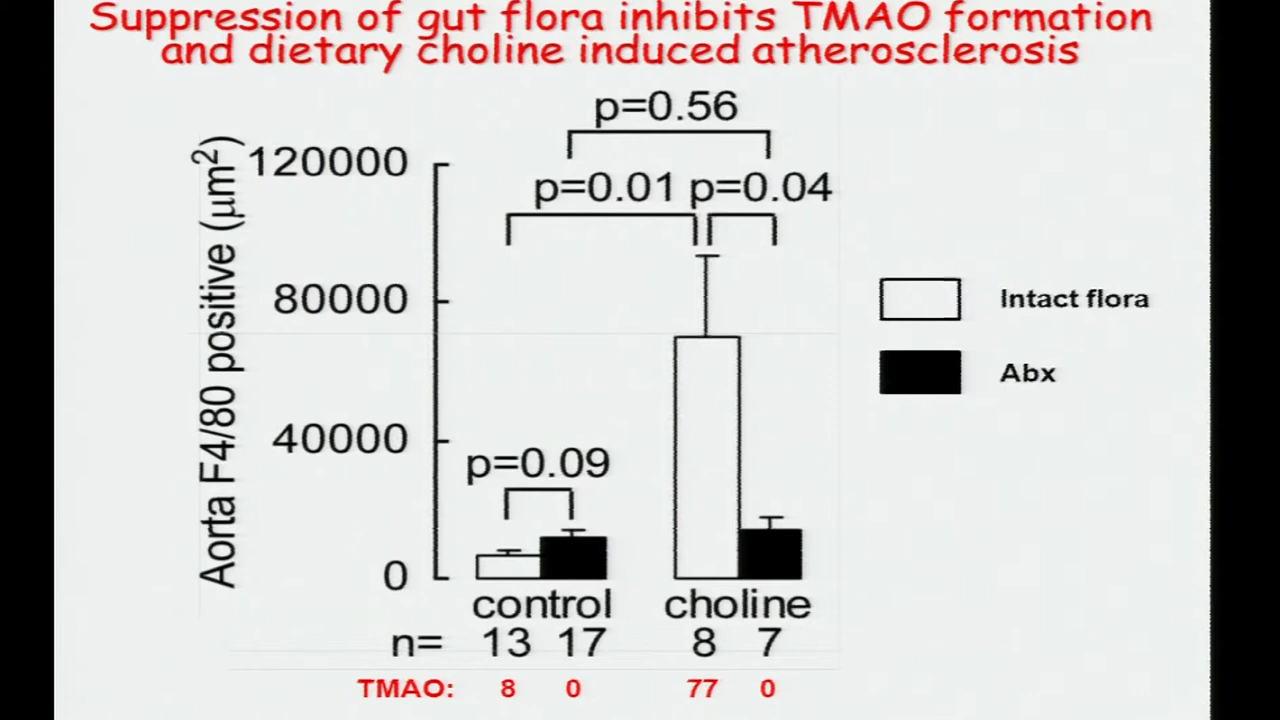 Suppression of gut flora inhibits TMAO formation
and dietary choline induced atherosclerosis
p=0.56
p=0.01 p=0.04
p=0.09
Aorta F4/80 positive (μm²)
120000
80000
40000
0
Intact flora
Abx
control choline
n= 13 17 8 7
TMAO: 8 0 77 0